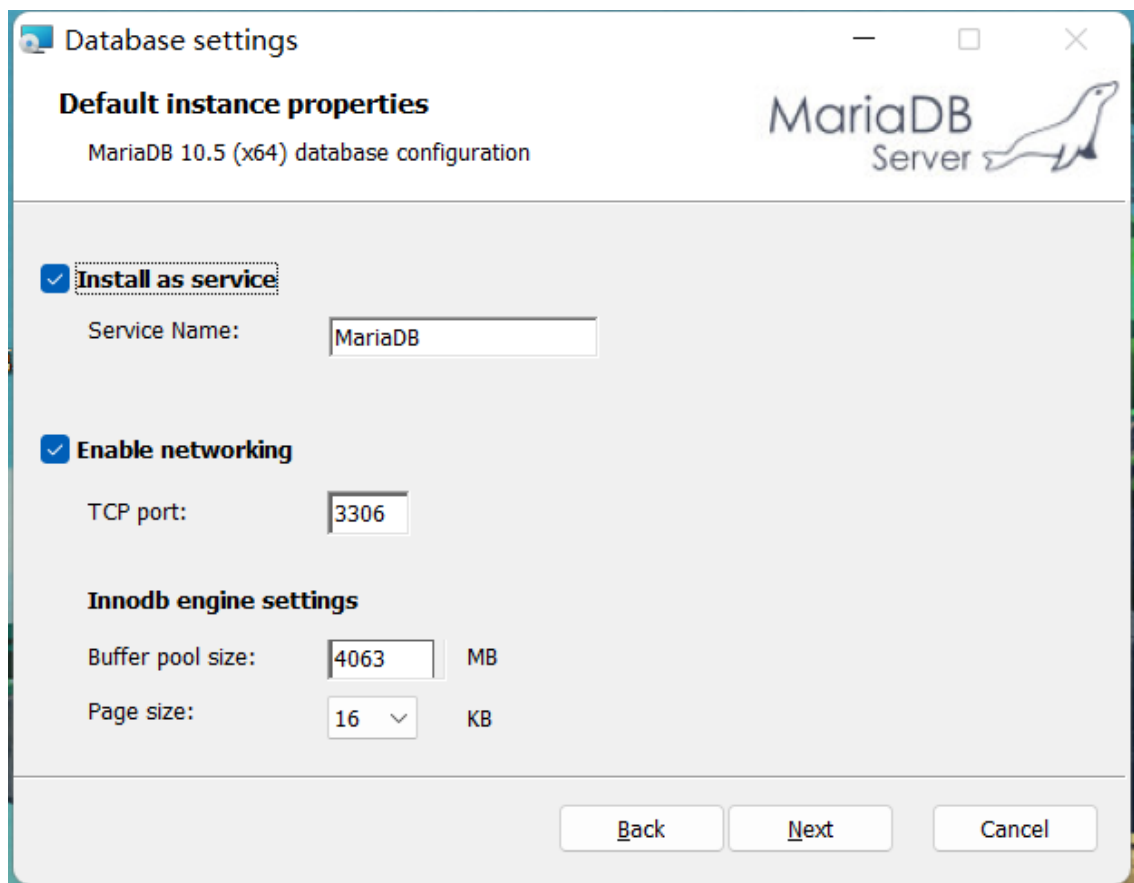 Database settings
Default instance properties
MariaDB 10.5 (x64) database configuration
MariaDB
Server
Install as service
Service Name:
MariaDB
Enable networking
TCP port:
3306
Innodb engine settings
Buffer pool size:
4063
MB
Page size:
16
KB
Back
Next
Cancel